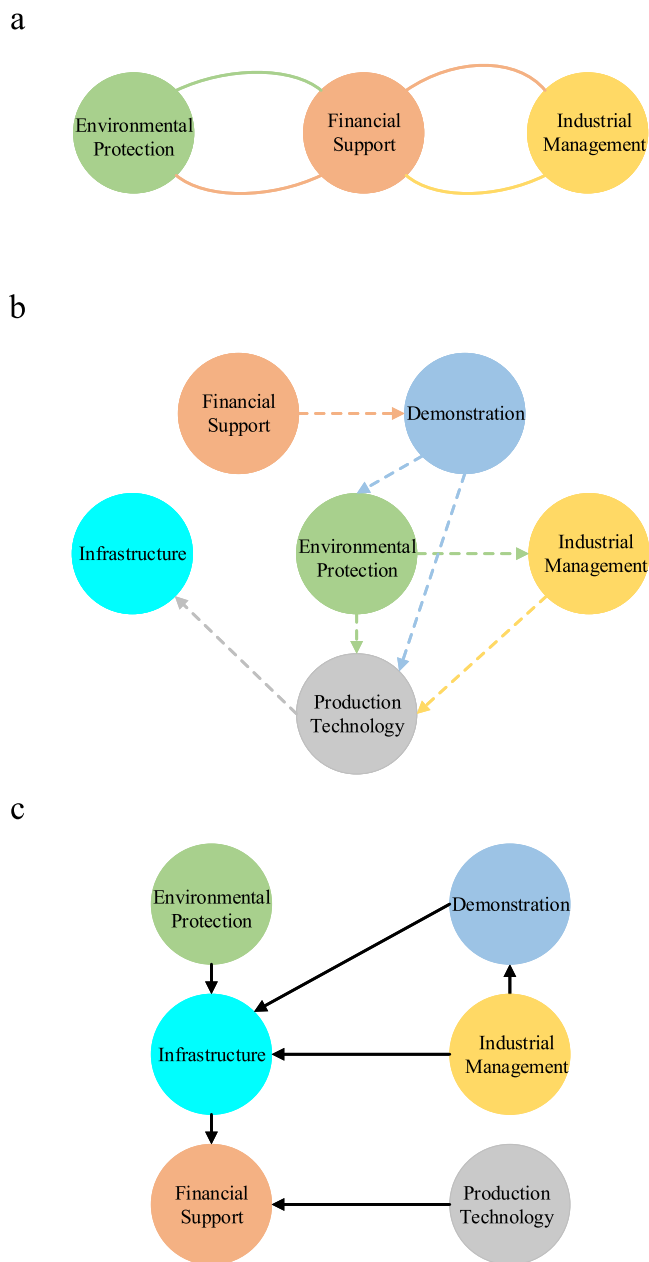 a
Environmental
Protection
Financial
Support
Industrial
Management
b
Financial
Support
Demonstration
Infrastructure
Environmental
Protection
Industrial
Management
Production
Technology
c
Environmental
Protection
Demonstration
Infrastructure
Industrial
Management
Financial
Support
Production
Technology